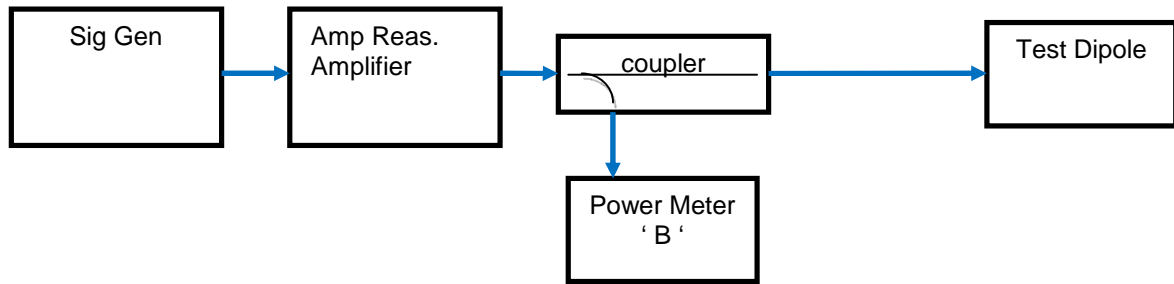 Sig Gen
Amp Reas.
Amplifier
coupler
Test Dipole
Power Meter
‘ B ‘